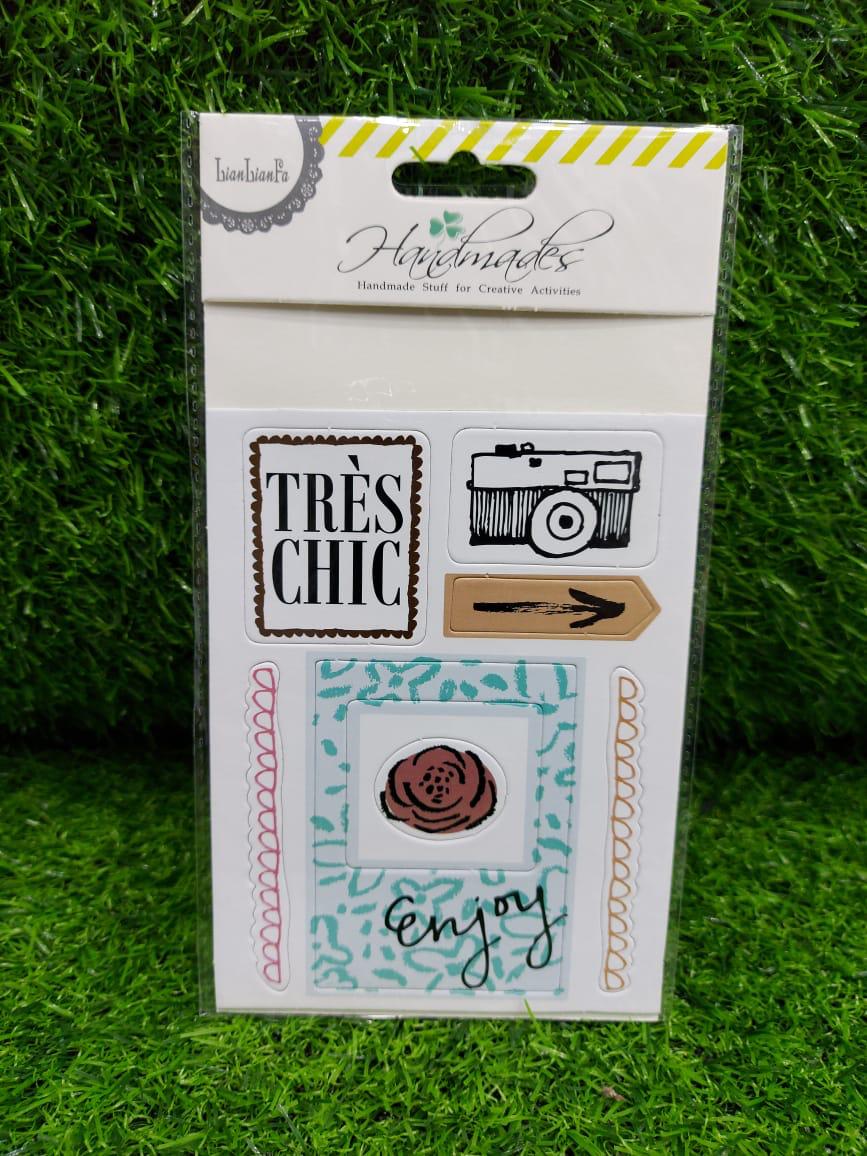 LianLianFa
Handmades
Handmade Stuff for Creative Activities
TRÈS
CHIC
enjoy